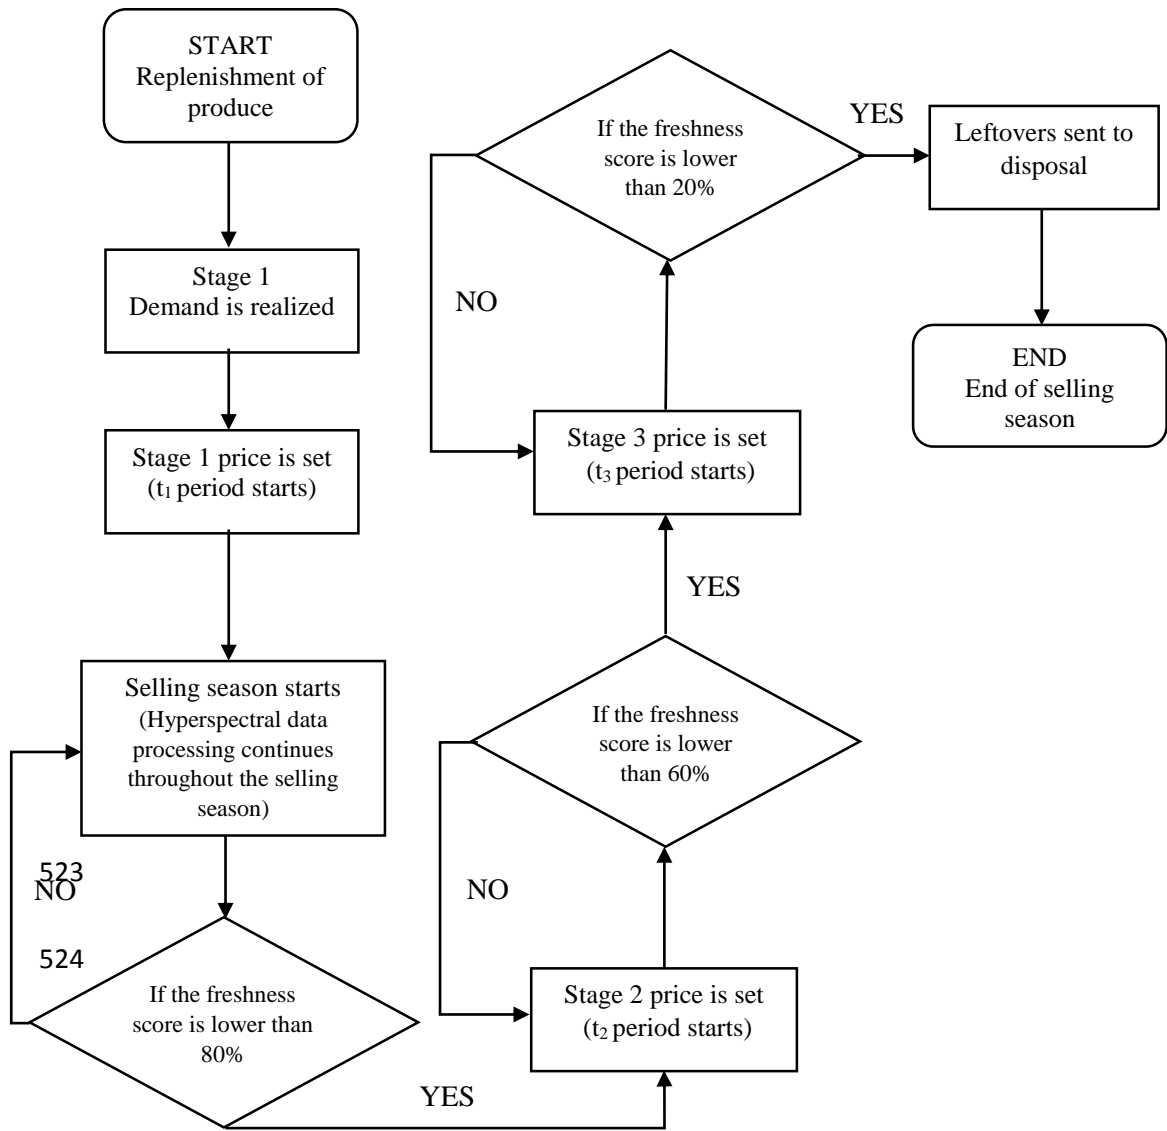 START
Replenishment of
produce
Stage 1
Demand is realized
Stage 1 price is set
(t₁ period starts)
Selling season starts
(Hyperspectral data
processing continues
throughout the selling
season)
523
NO
524
If the freshness
score is lower than
80%
YES
Stage 2 price is set
(t₂ period starts)
NO
If the freshness
score is lower
than 60%
YES
Stage 3 price is set
(t₃ period starts)
NO
If the freshness
score is lower
than 20%
YES
Leftovers sent to
disposal
END
End of selling
season